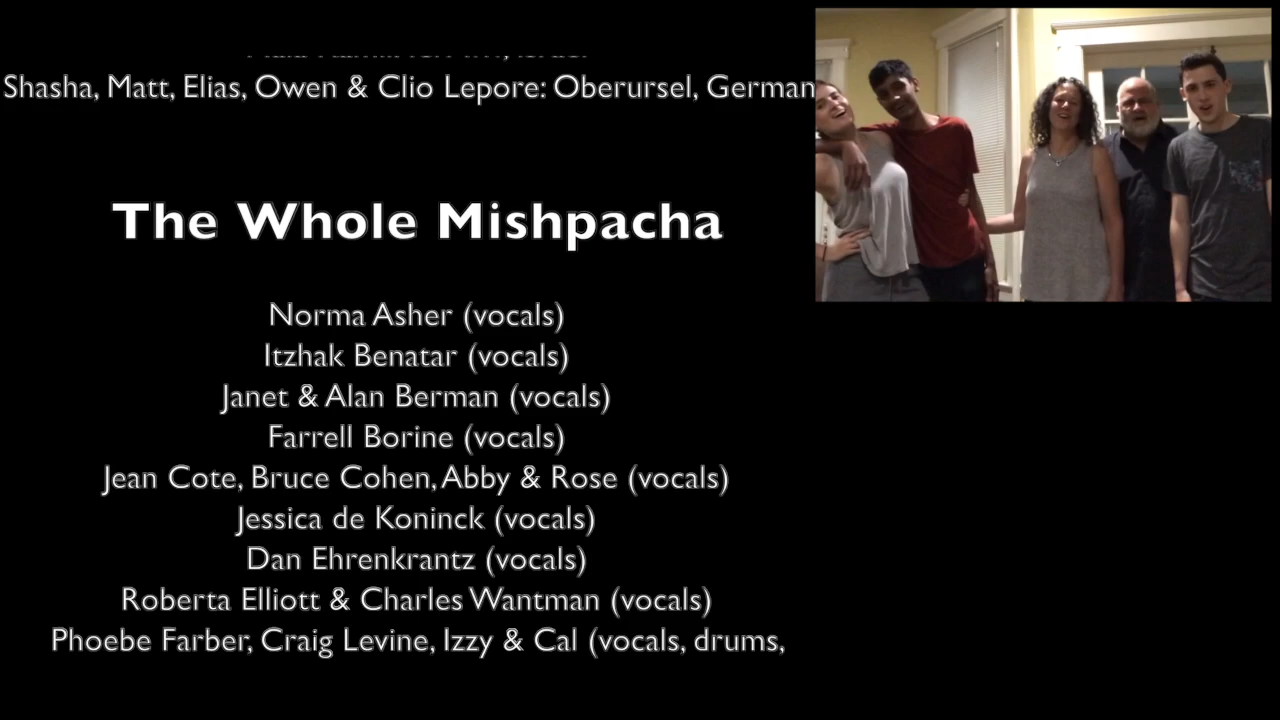 Shasha, Matt, Elias, Owen & Clio Lepore: Oberursel, German
The Whole Mishpacha
Norma Asher (vocals)
Itzhak Benatar (vocals)
Janet & Alan Berman (vocals)
Farrell Borine (vocals)
Jean Cote, Bruce Cohen, Abby & Rose (vocals)
Jessica de Koninck (vocals)
Dan Ehrenkrantz (vocals)
Roberta Elliott & Charles Wantman (vocals)
Phoebe Farber, Craig Levine, Izzy & Cal (vocals, drums,